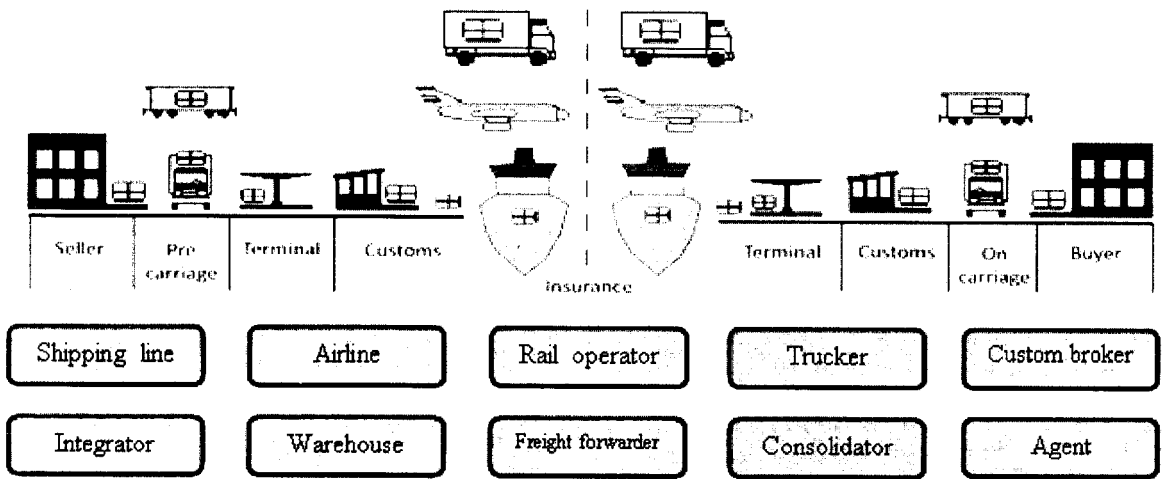 Seller
Pre
carriage
Terminal
Customs
Insurance
Terminal
Customs
On
carriage
Buyer
Shipping line
Airline
Rail operator
Trucker
Custom broker
Integrator
Warehouse
Freight forwarder
Consolidator
Agent